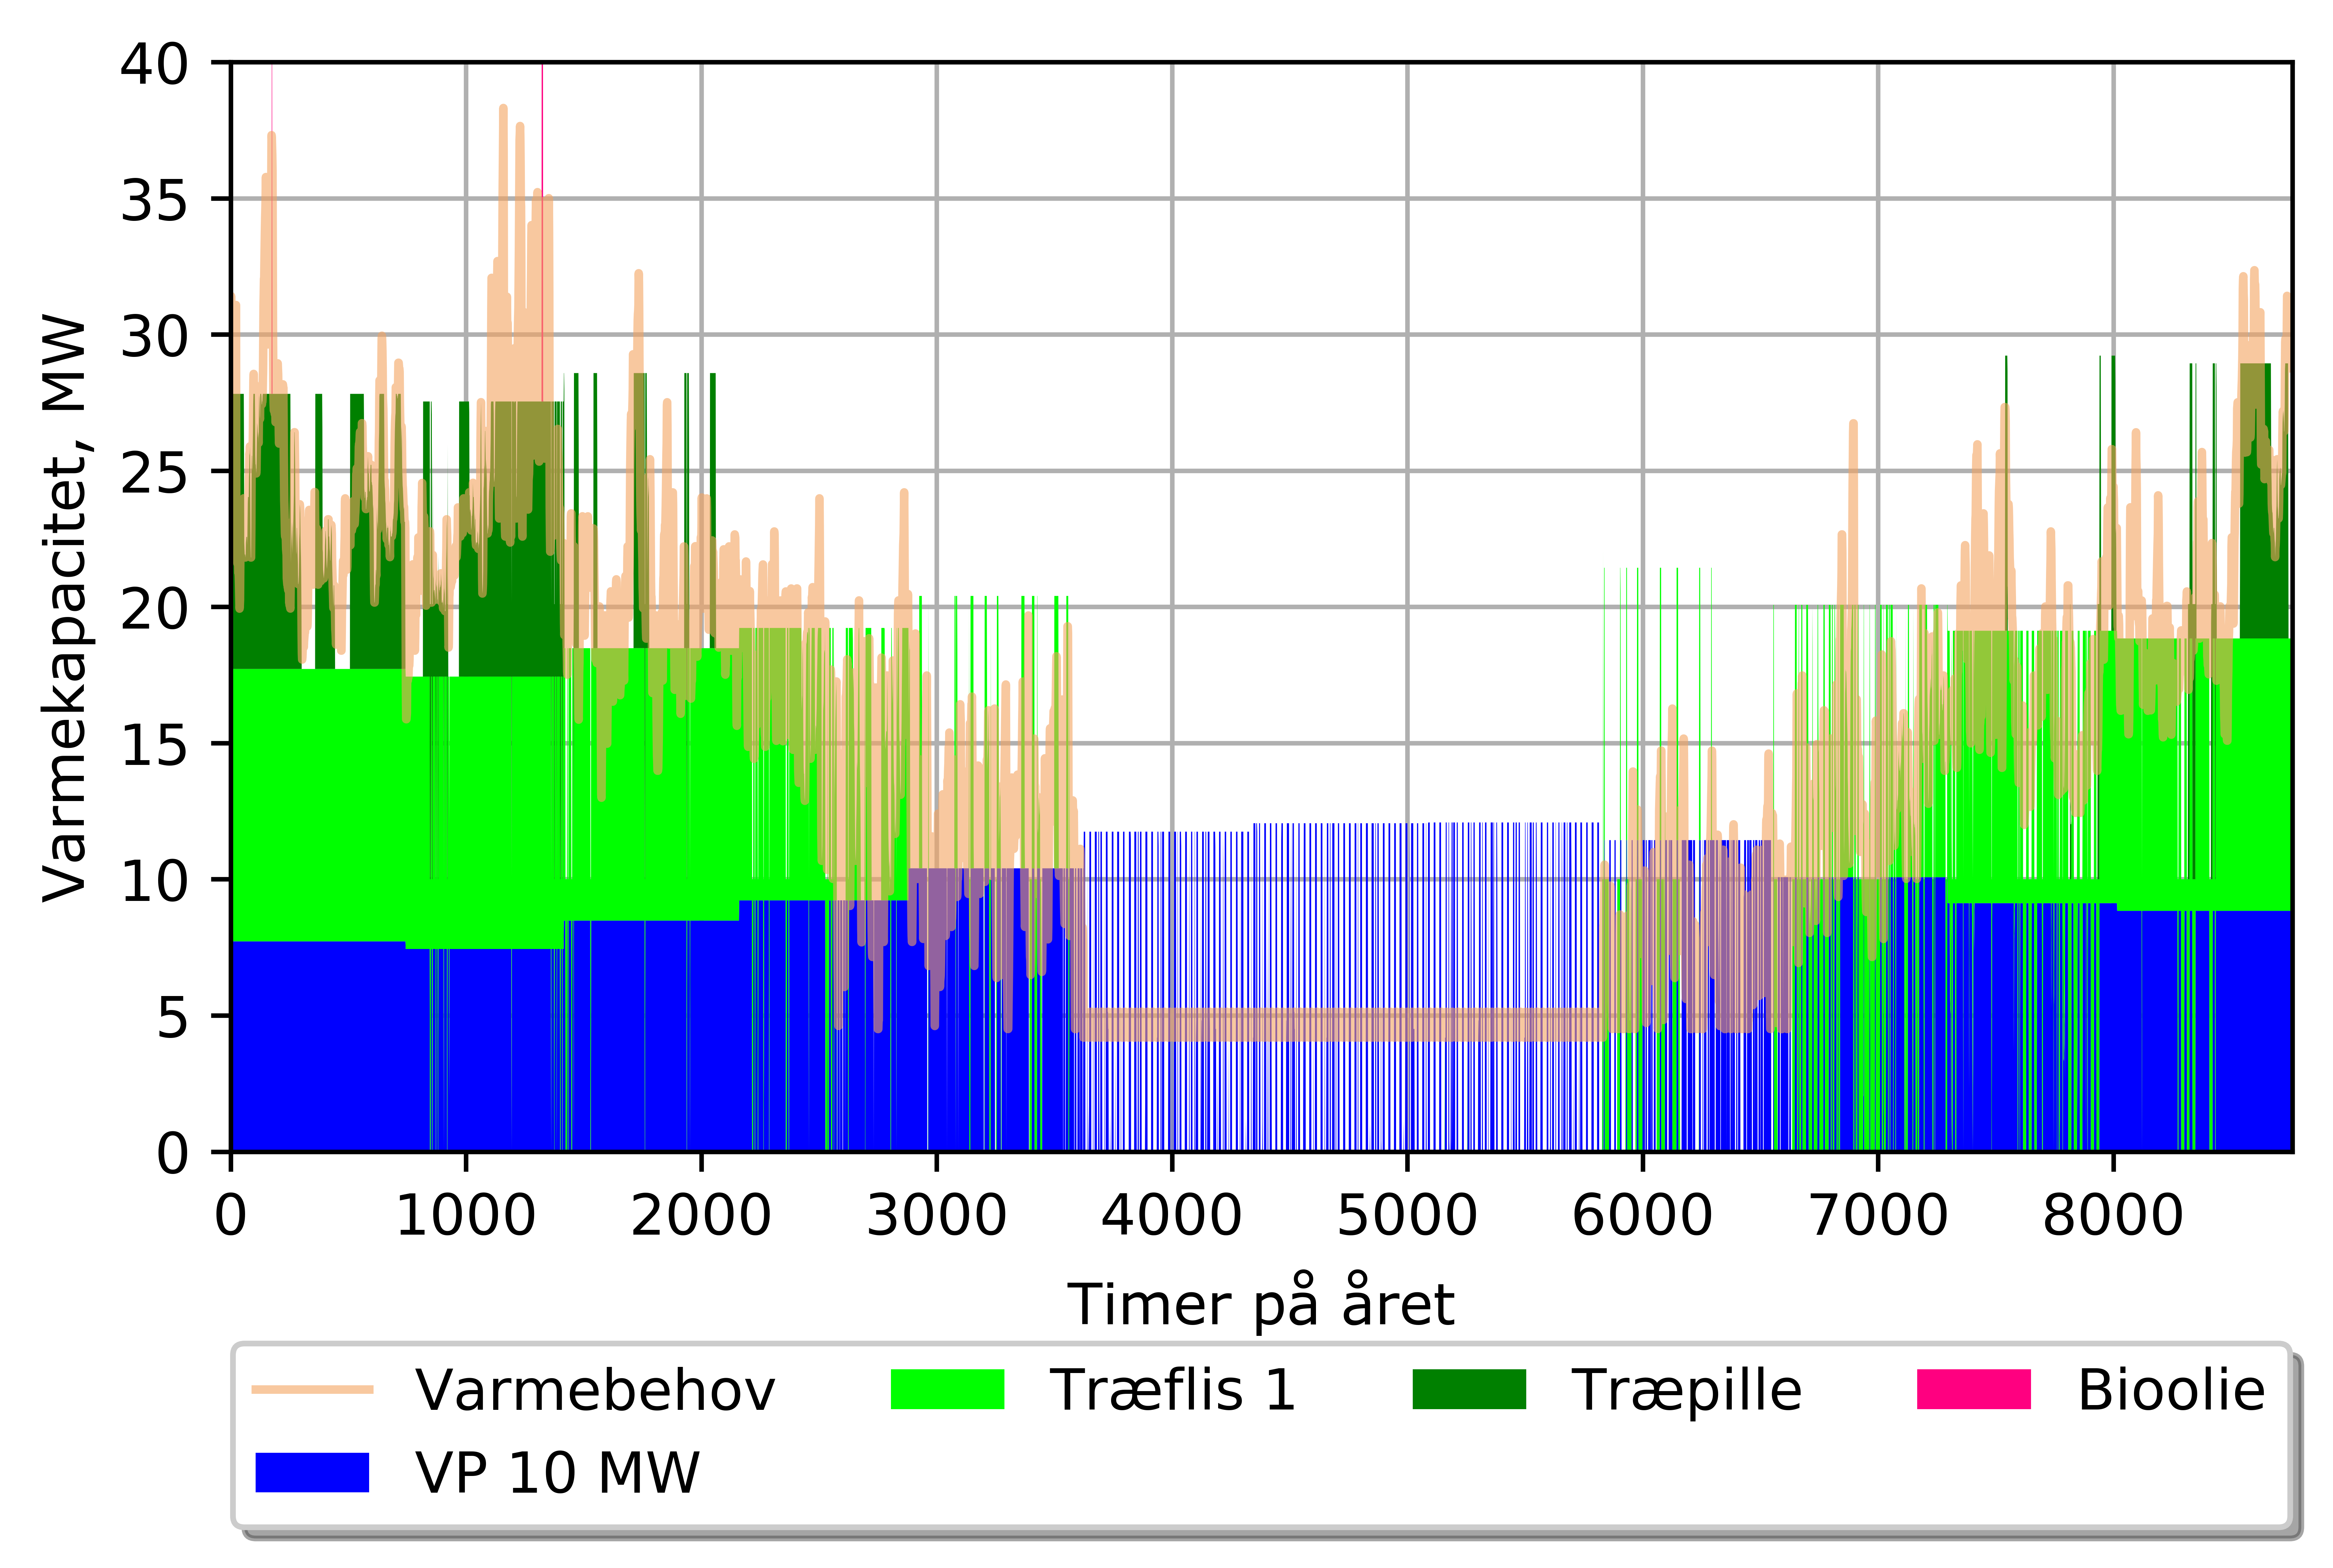 40
35
30
25
20
15
10
5
0
Varmekapacitet, MW
0 1000 2000 3000 4000 5000 6000 7000 8000
Timer på året
Varmebehov Træflis 1 Træpille Bioolie
VP 10 MW